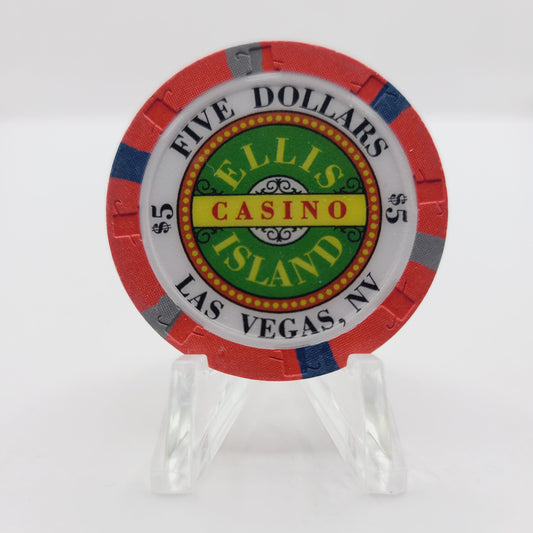 FIVE DOLLARS
$5
$5
ELLIS
CASINO
ISLAND
LAS VEGAS, NV